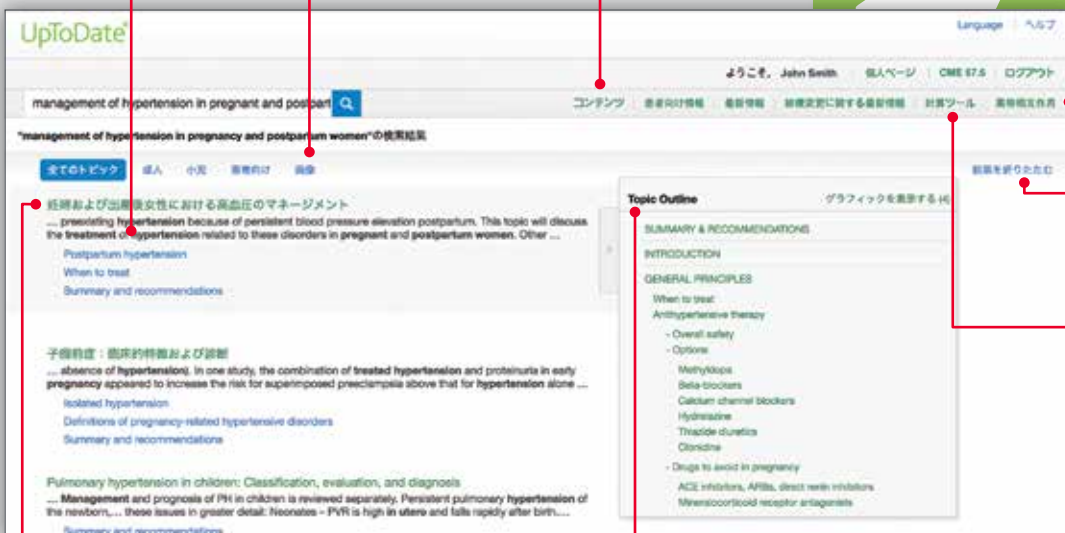 UpToDate®
Language ヘルプ
ようこそ, John Smith 個人ページ CME 67.5 ログアウト
management of hypertension in pregnant and postpart
コンテンツ 患者向け情報 最新情報 診療変更に関する最新情報 計算ツール 薬物相互作用
"management of hypertension in pregnancy and postpartum women"の検索結果
全てのトピック 成人 小児 患者向け 画像
前面を折りたたむ
妊婦および出産後女性における高血圧のマネージメント
... preexisting hypertension because of persistent blood pressure elevation postpartum. This topic will discuss
the treatment of hypertension related to these disorders in pregnant and postpartum women. Other ...
Postpartum hypertension
When to treat
Summary and recommendations
子癇前症：臨床的特徴および診断
... absence of hypertension). In one study, the combination of treated hypertension and proteinuria in early
pregnancy appeared to increase the risk for superimposed preeclampsia above that for hypertension alone ...
Isolated hypertension
Definitions of pregnancy-related hypertensive disorders
Summary and recommendations
Pulmonary hypertension in children: Classification, evaluation, and diagnosis
... Management and prognosis of PH in children is reviewed separately. Persistent pulmonary hypertension of
the newborn,... these issues in greater detail: Neonates – PVR is high in utero and falls rapidly after birth....
Summary and recommendations
Topic Outline グラフィックを表示する (4)
SUMMARY & RECOMMENDATIONS
INTRODUCTION
GENERAL PRINCIPLES
When to treat
Antihypertensive therapy
- Overall safety
- Options
Methyldopa
Beta-blockers
Calcium channel blockers
Hydralazine
Thiazide diuretics
Clonidine
- Drugs to avoid in pregnancy
ACE inhibitors, ARBs, direct renin inhibitors
Mineralocorticoid receptor antagonists